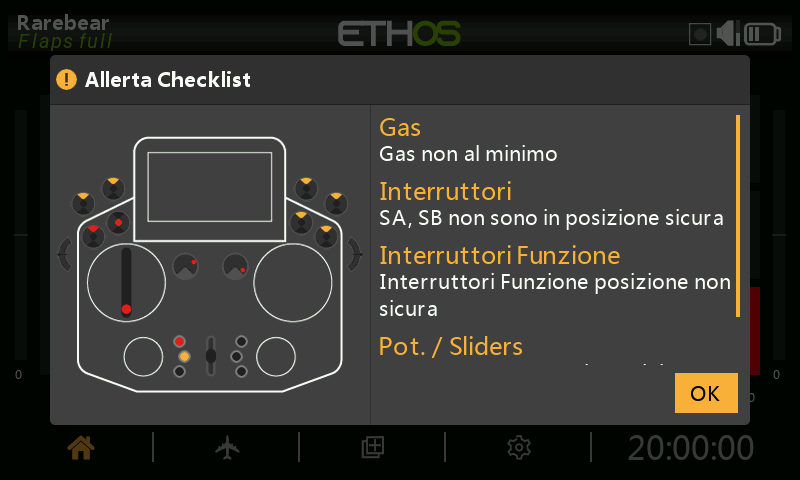 Rarebear
Flaps full
ETHOS
Allerta Checklist
Gas
Gas non al minimo
Interruttori
SA, SB non sono in posizione sicura
Interruttori Funzione
Interruttori Funzione posizione non
sicura
Pot. / Sliders
OK
0
0
20:00:00